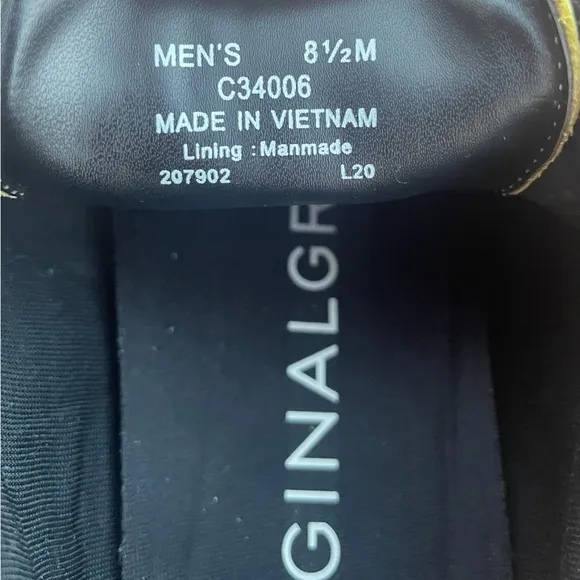 MEN'S 8½M
C34006
MADE IN VIETNAM
Lining : Manmade
207902 L20
GINALGR